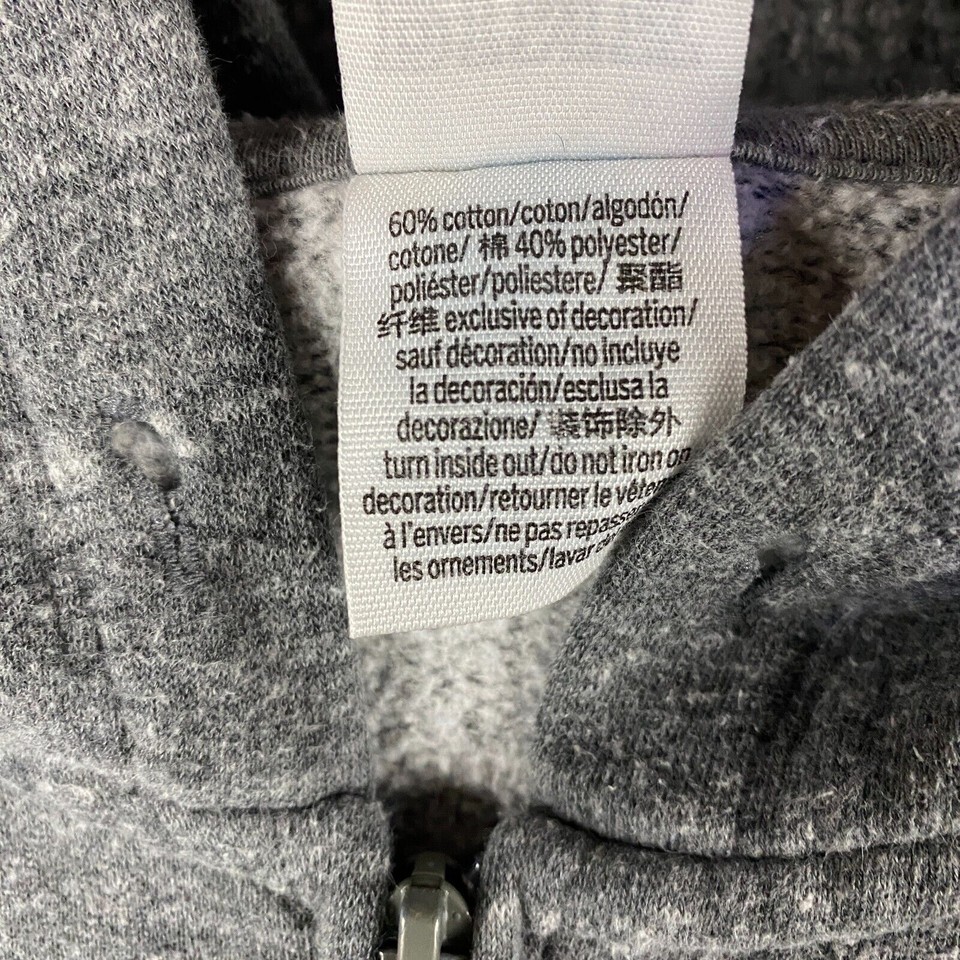 60% cotton/coton/algodón/
cotone/ 棉 40% polyester/
poliéster/poliestere/ 聚酯
纤维 exclusive of decoration/
sauf décoration/no incluye
la decoración/esclusa la
decorazione/ 装饰除外
turn inside out/do not iron on
decoration/retourner le
à l'envers/ne pas
les ornements/lavar